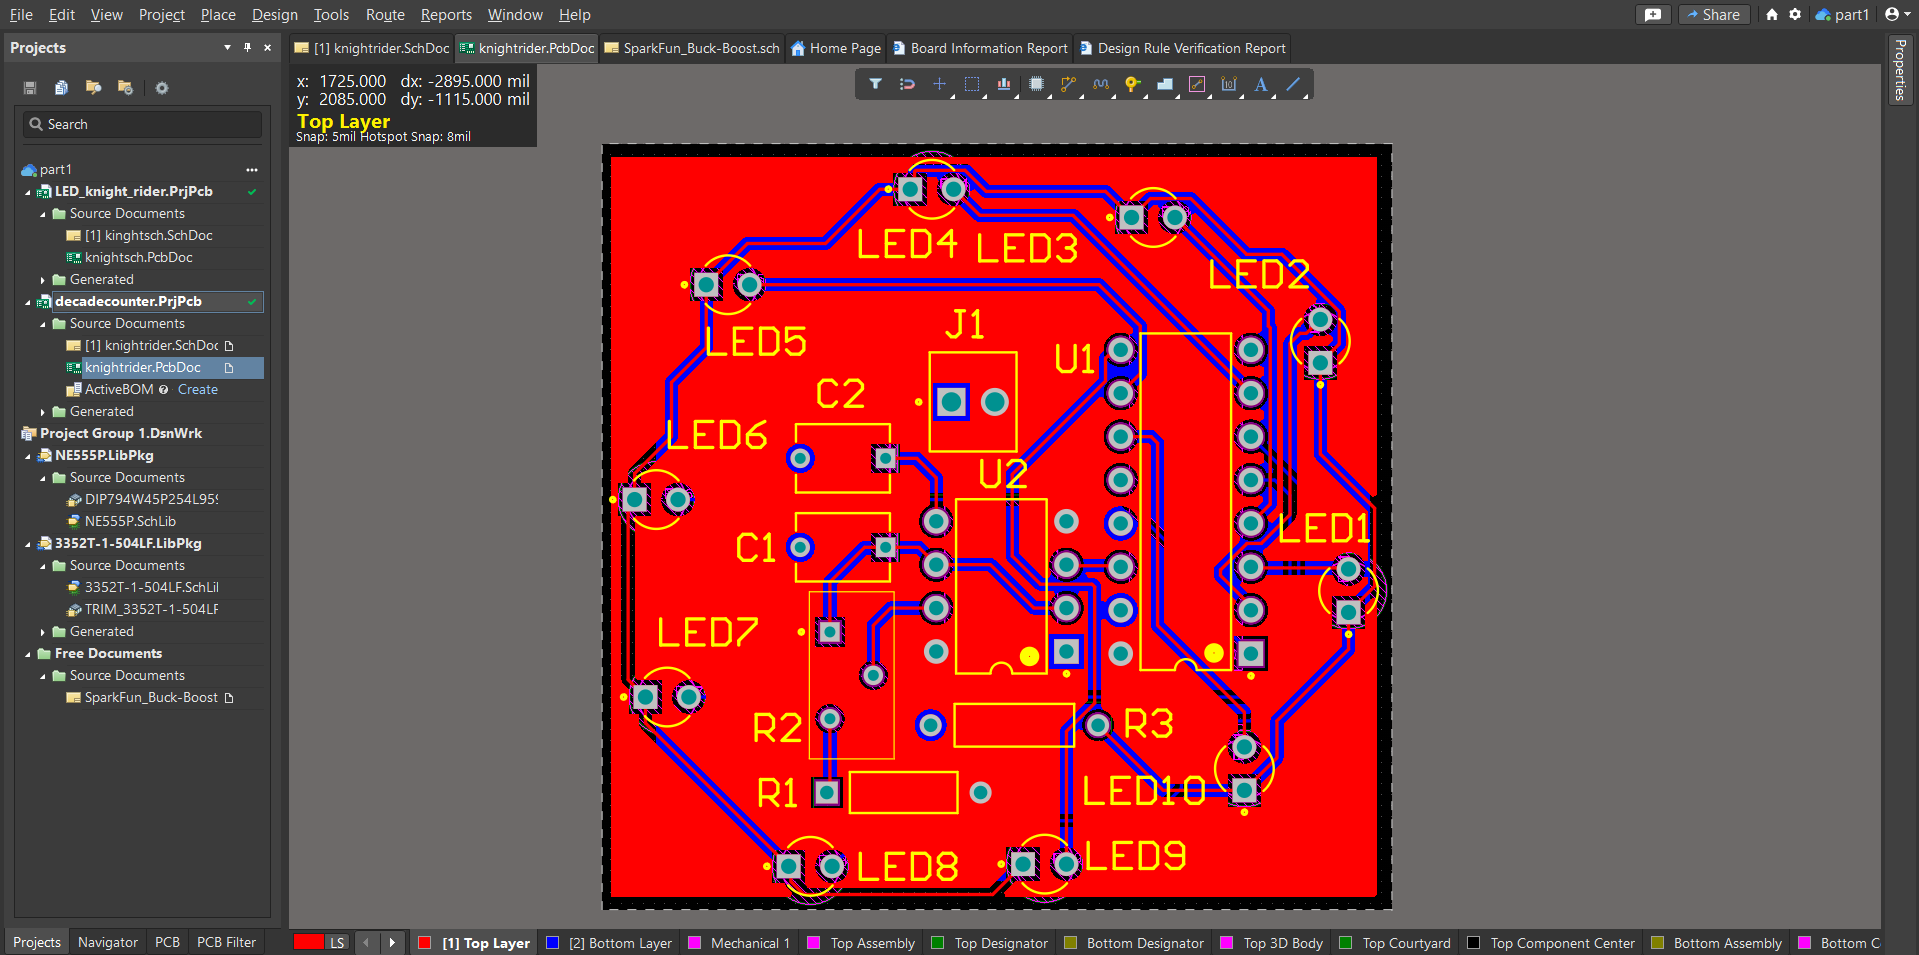 File Edit View Project Place Design Tools Route Reports Window Help
Share
part1
Projects
[1] knightrider.SchDoc
knightrider.PcbDoc
SparkFun_Buck-Boost.sch
Home Page
Board Information Report
Design Rule Verification Report
Properties
x: 1725.000 dx: -2895.000 mil
y: 2085.000 dy: -1115.000 mil
Top Layer
Snap: 5mil Hotspot Snap: 8mil
Search
part1
LED_knight_rider.PrjPcb
Source Documents
[1] kinghtsch.SchDoc
knightsch.PcbDoc
Generated
decadecounter.PrjPcb
Source Documents
[1] knightrider.SchDoc
knightrider.PcbDoc
ActiveBOM Create
Generated
Project Group 1.DsnWrk
NE555P.LibPkg
Source Documents
DIP794W45P254L959
NE555P.SchLib
3352T-1-504LF.LibPkg
Source Documents
3352T-1-504LF.SchLil
TRIM_3352T-1-504LF
Generated
Free Documents
Source Documents
SparkFun_Buck-Boost
LED4
LED3
LED2
LED5
J1
U1
C2
LED6
U2
LED1
C1
LED7
R2
R3
R1
LED10
LED8
LED9
Projects Navigator PCB PCB Filter
LS
[1] Top Layer
[2] Bottom Layer
Mechanical 1
Top Assembly
Top Designator
Bottom Designator
Top 3D Body
Top Courtyard
Top Component Center
Bottom Assembly
Bottom C